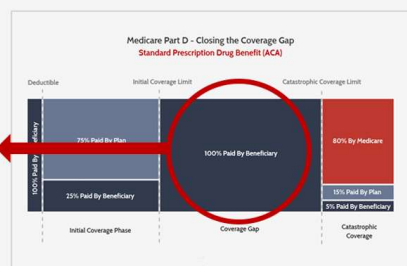 Medicare Part D - Closing the Coverage Gap
Standard Prescription Drug Benefit (ACA)
Deductible
Initial Coverage Limit
Catastrophic Coverage Limit
100% Paid By Beneficiary
75% Paid By Plan
25% Paid By Beneficiary
100% Paid By Beneficiary
80% By Medicare
15% Paid By Plan
5% Paid By Beneficiary
Initial Coverage Phase
Coverage Gap
Catastrophic
Coverage